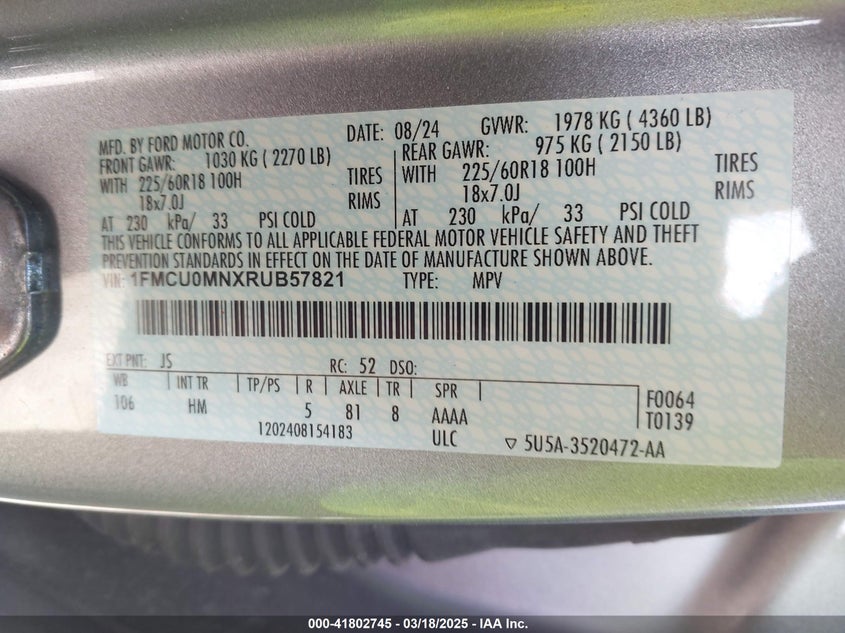 MFD. BY FORD MOTOR CO.
DATE: 08/24 GVWR: 1978 KG ( 4360 LB)
FRONT GAWR: 1030 KG ( 2270 LB)
WITH 225/60R18 100H TIRES
18x7.0J RIMS
AT 230 kPa/ 33 PSI COLD
REAR GAWR: 975 KG ( 2150 LB)
WITH 225/60R18 100H TIRES
18x7.0J RIMS
AT 230 kPa/ 33 PSI COLD
THIS VEHICLE CONFORMS TO ALL APPLICABLE FEDERAL MOTOR VEHICLE SAFETY AND THEFT
PREVENTION STANDARDS IN EFFECT ON THE DATE OF MANUFACTURE SHOWN ABOVE.
VIN: 1FMCU0MNXRUB57821 TYPE: MPV
EXT PNT: JS RC: 52 DSO:
WB INT TR TP/PS R AXLE TR SPR
106 HM 5 81 8 AAAA
ULC
F0064
T0139
1202408154183
▽ 5U5A-3520472-AA
000-41802745 - 03/18/2025 - IAA Inc.